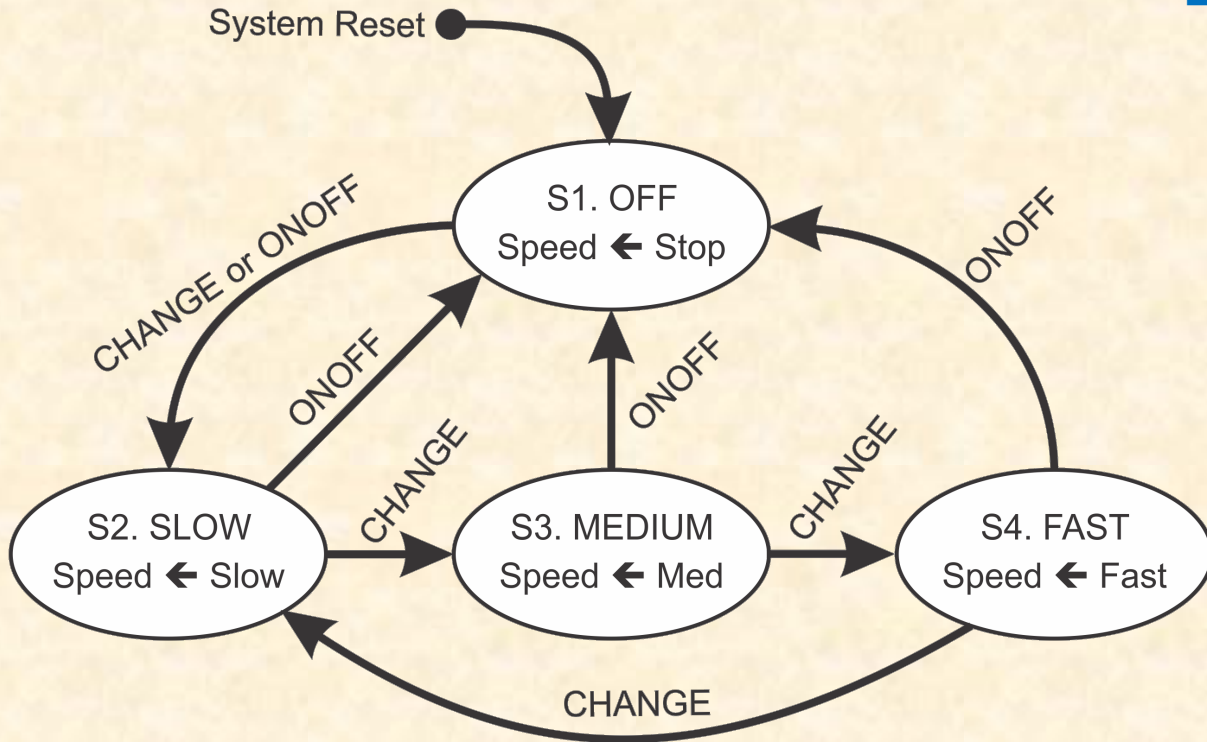 System Reset
S1. OFF
Speed 🡸 Stop
CHANGE or ONOFF
ONOFF
ONOFF
ONOFF
CHANGE
CHANGE
S2. SLOW
Speed 🡸 Slow
S3. MEDIUM
Speed 🡸 Med
S4. FAST
Speed 🡸 Fast
CHANGE